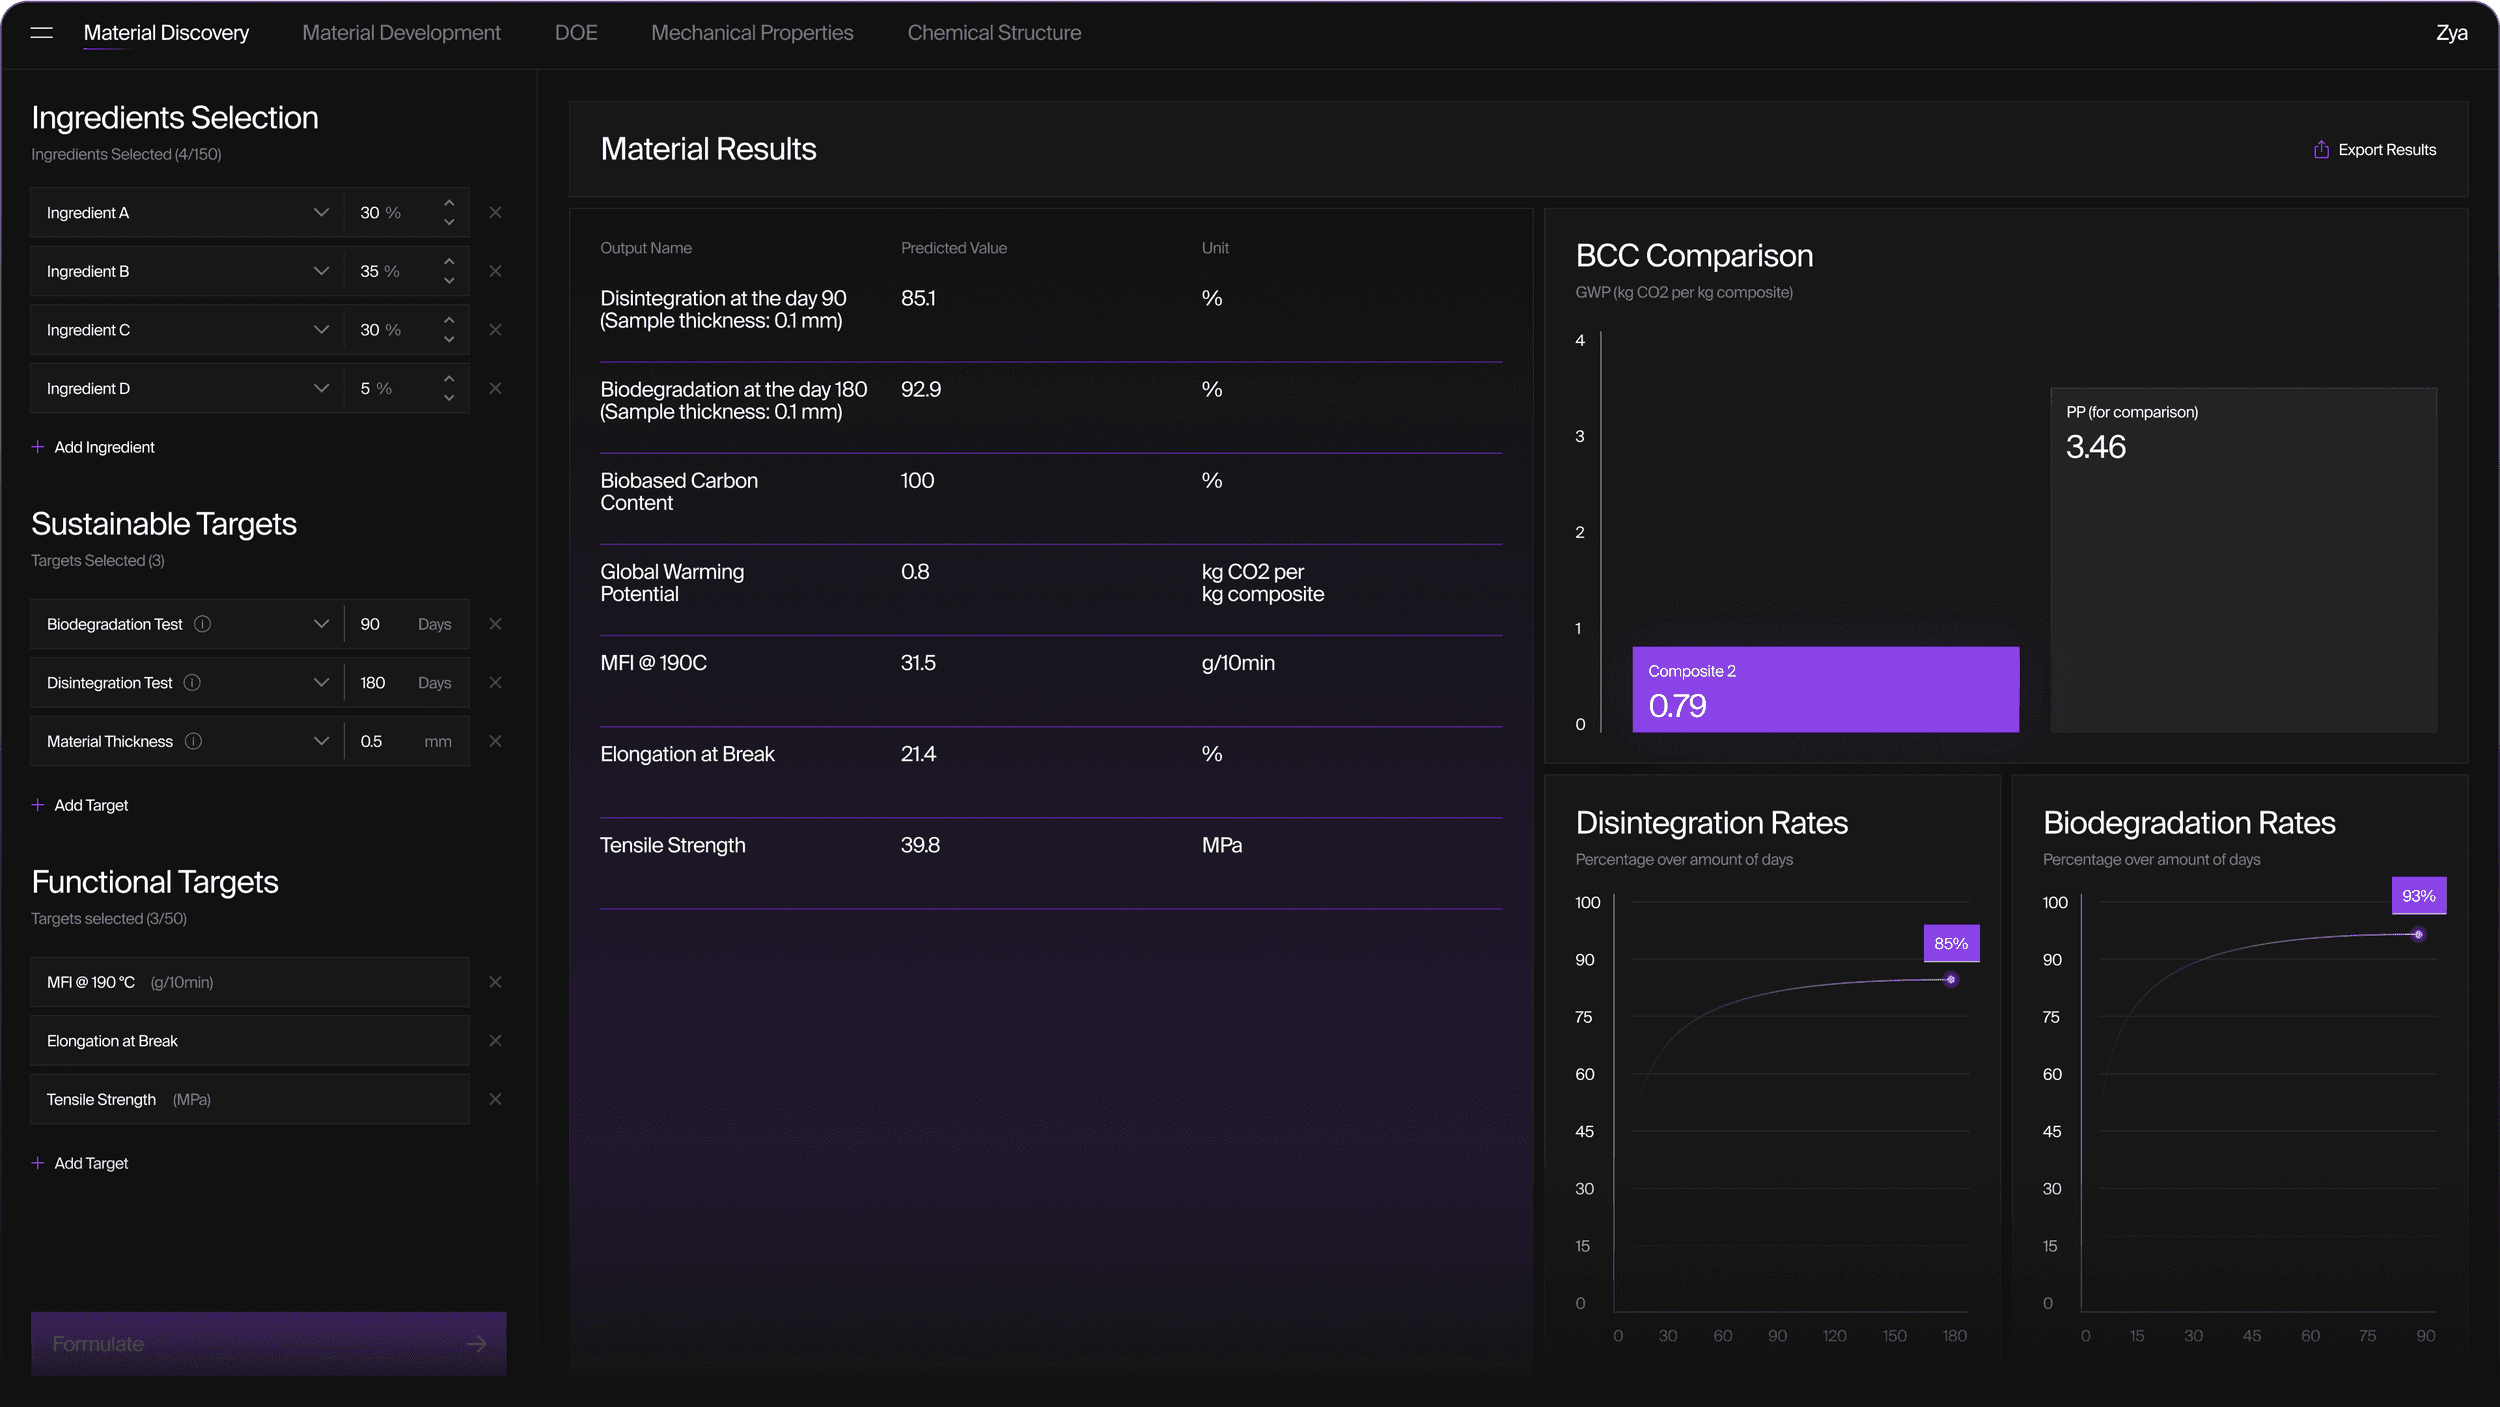 Material Discovery
Material Development
DOE
Mechanical Properties
Chemical Structure
Zya
Ingredients Selection
Ingredients Selected (4/150)
Ingredient A 30 %
Ingredient B 35 %
Ingredient C 30 %
Ingredient D 5 %
+ Add Ingredient
Sustainable Targets
Targets Selected (3)
Biodegradation Test 90 Days
Disintegration Test 180 Days
Material Thickness 0.5 mm
+ Add Target
Functional Targets
Targets selected (3/50)
MFI @ 190 °C (g/10min)
Elongation at Break
Tensile Strength (MPa)
+ Add Target
Formulate
Material Results
Export Results
Output Name Predicted Value Unit
Disintegration at the day 90 85.1 %
(Sample thickness: 0.1 mm)
Biodegradation at the day 180 92.9 %
(Sample thickness: 0.1 mm)
Biobased Carbon 100 %
Content
Global Warming 0.8 kg CO2 per
Potential kg composite
MFI @ 190C 31.5 g/10min
Elongation at Break 21.4 %
Tensile Strength 39.8 MPa
BCC Comparison
GWP (kg CO2 per kg composite)
4
3
2
1
0
PP (for comparison)
3.46
Composite 2
0.79
Disintegration Rates
Percentage over amount of days
100
90
75
60
45
30
15
0
85%
0 30 60 90 120 150 180
Biodegradation Rates
Percentage over amount of days
100
90
75
60
45
30
15
0
93%
0 15 30 45 60 75 90